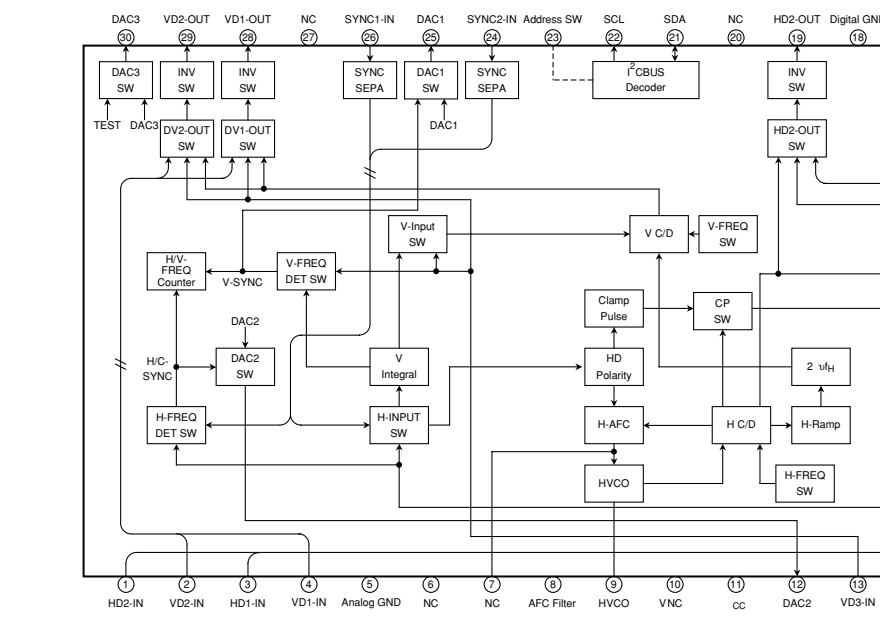 DAC3 VD2-OUT VD1-OUT NC SYNC1-IN DAC1 SYNC2-IN Address SW SCL SDA NC HD2-OUT Digital GN
30 29 28 27 26 25 24 23 22 21 20 19 18
DAC3 SW
INV SW
INV SW
SYNC SEPA
DAC1 SW
SYNC SEPA
I2CBUS Decoder
INV SW
TEST DAC3 DAC1
DV2-OUT SW
DV1-OUT SW
HD2-OUT SW
V-Input SW
V C/D
V-FREQ SW
H/V-FREQ Counter
V-SYNC
V-FREQ DET SW
Clamp Pulse
CP SW
DAC2
H/C-SYNC
DAC2 SW
V Integral
HD Polarity
2 υfH
H-FREQ DET SW
H-INPUT SW
H-AFC
H C/D
H-Ramp
HVCO
H-FREQ SW
1 2 3 4 5 6 7 8 9 10 11 12 13
HD2-IN VD2-IN HD1-IN VD1-IN Analog GND NC NC AFC Filter HVCO VNC CC DAC2 VD3-IN